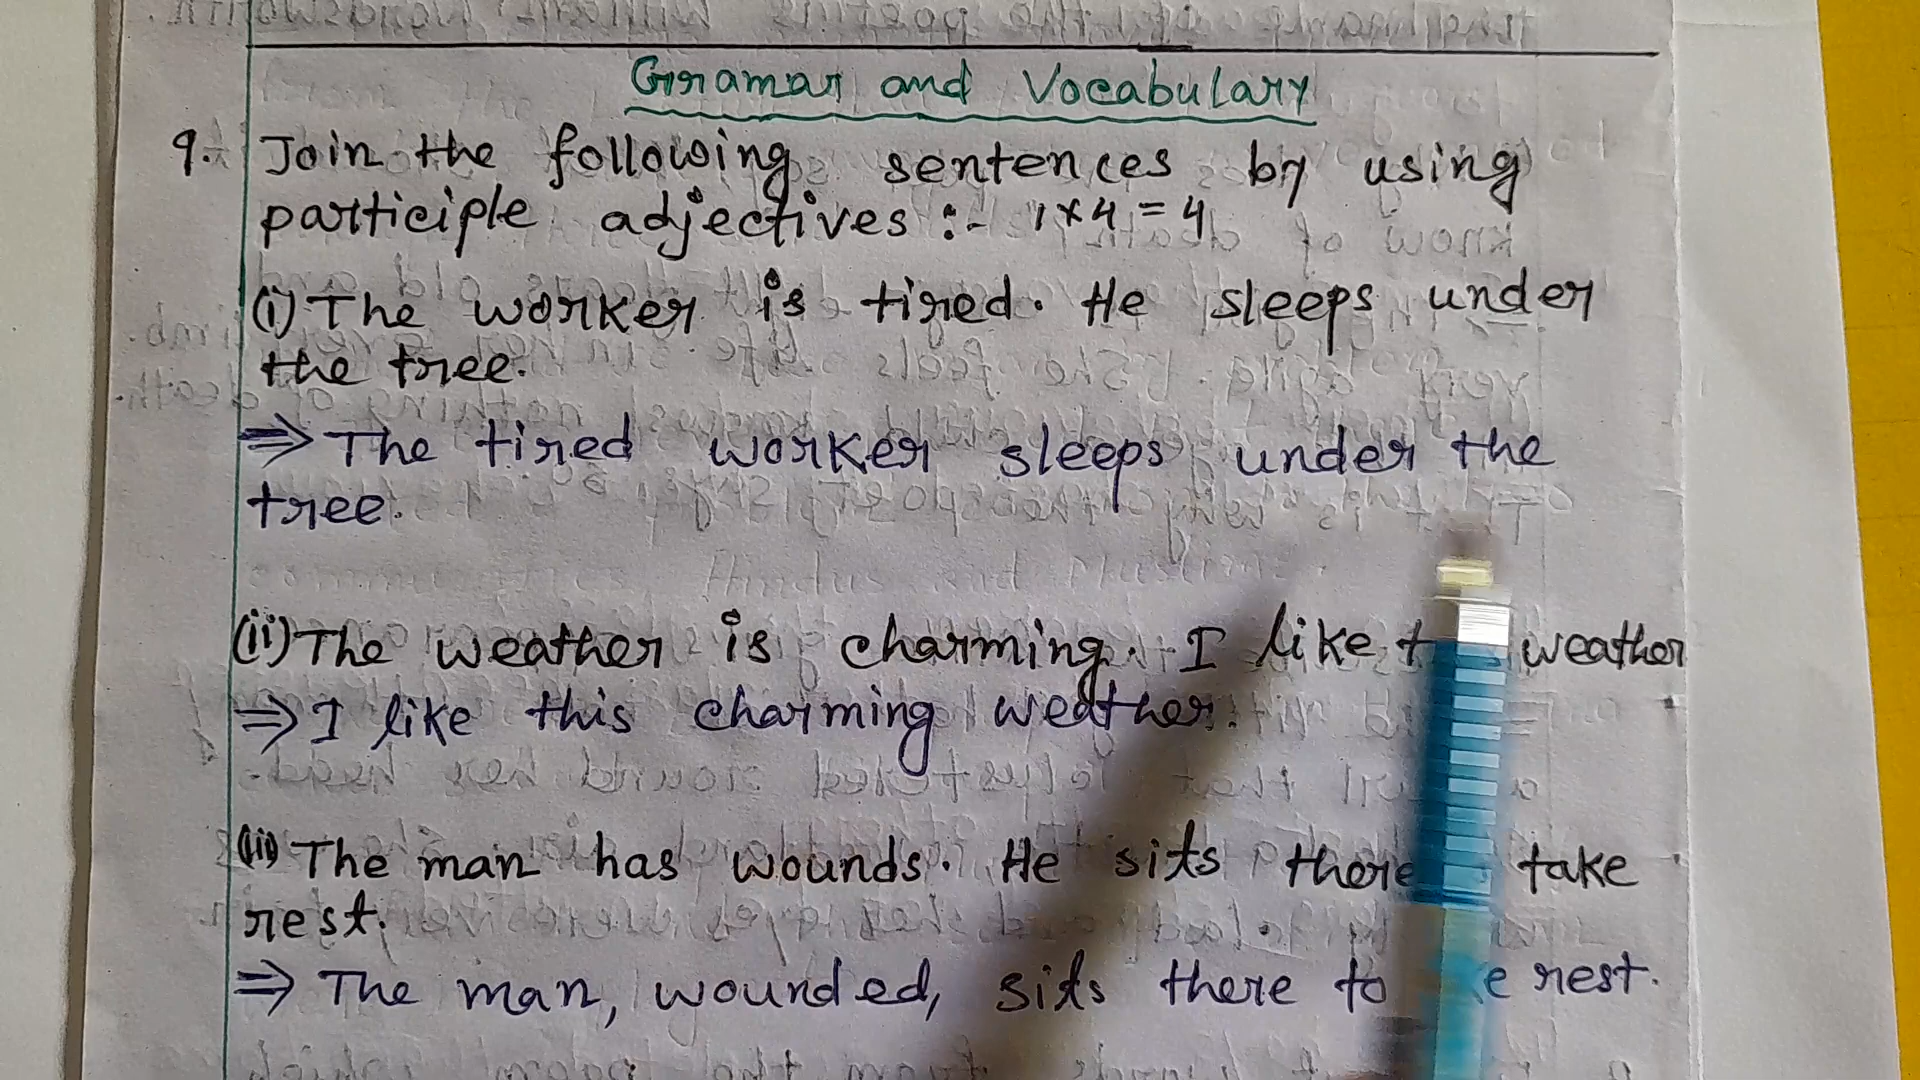 Grramar and Vocabulary
9. Join the following sentences by using
participle adjectives :- 1×4 = 4
(i) The worker is tired. He sleeps under
the tree.
⇒ The tired worker sleeps under the
tree.
(ii) The weather is charming. I like weather
⇒ I like this charming weather.
(iii) The man has wounds. He sits there take
rest.
⇒ The man, wounded, sits there to rest.